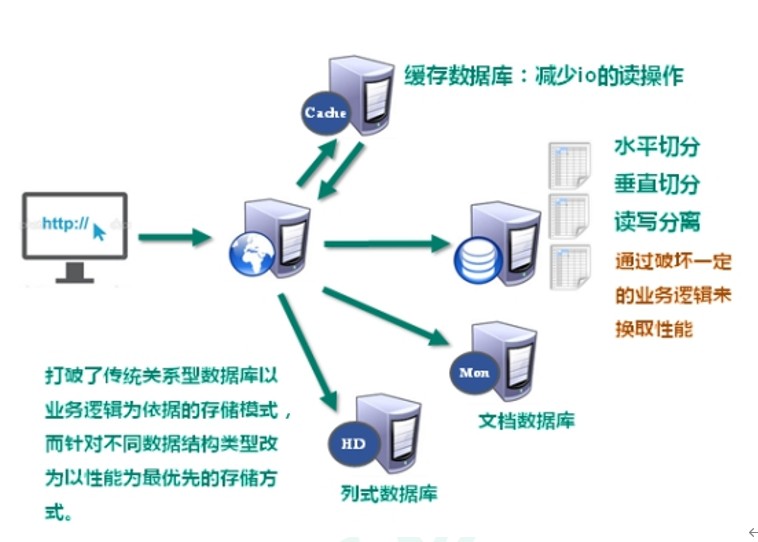 缓存数据库：减少io的读操作
Cache
水平切分
垂直切分
http://
读写分离
通过破坏一定
的业务逻辑来
换取性能
Mon
文档数据库
打破了传统关系型数据库以
业务逻辑为依据的存储模式，
而针对不同数据结构类型改
为以性能为最优先的存储方
式。
HD
列式数据库